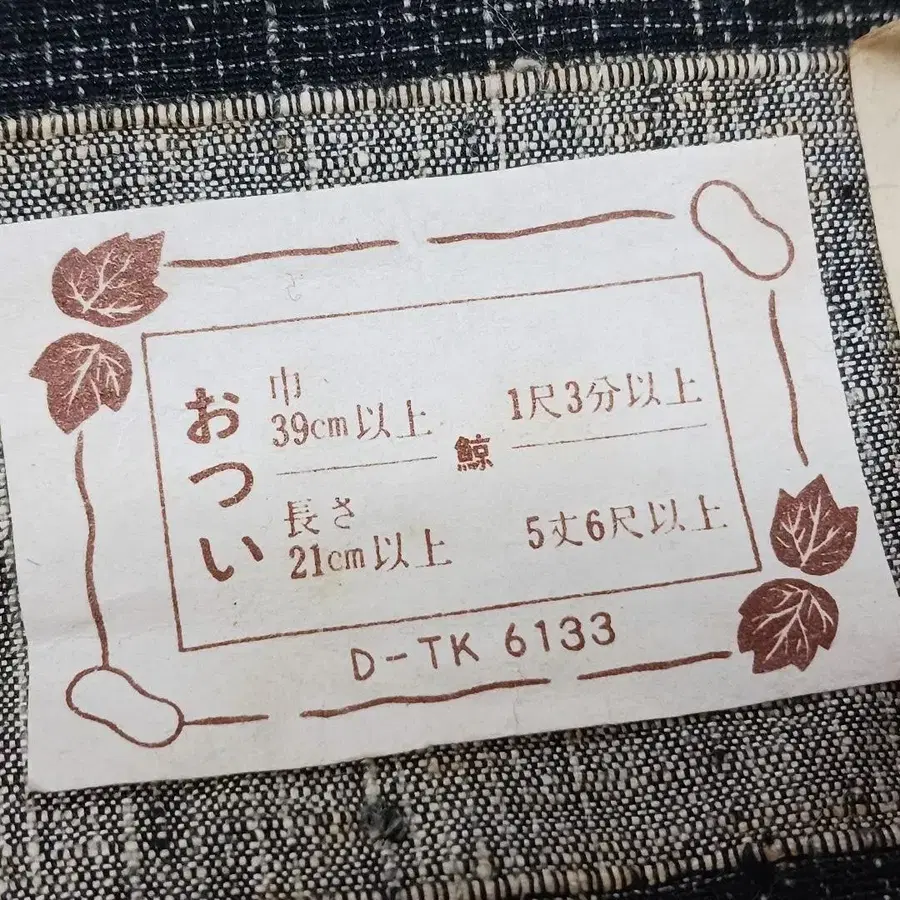 おつい
巾
39cm以上
長さ
21cm以上
鯨
1尺3分以上
5丈6尺以上
D-TK 6133